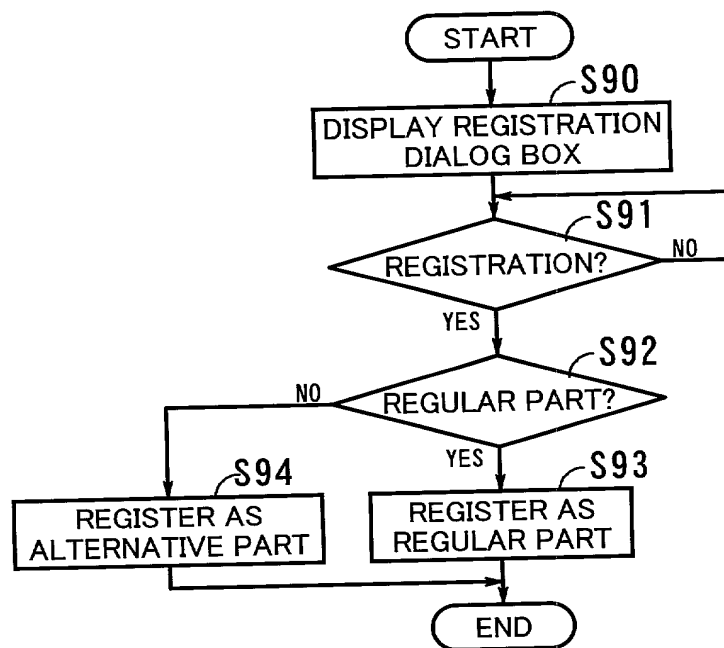 START
S90
DISPLAY REGISTRATION
DIALOG BOX
S91
REGISTRATION?
NO
YES
S92
REGULAR PART?
NO
YES
S94
REGISTER AS
ALTERNATIVE PART
S93
REGISTER AS
REGULAR PART
END